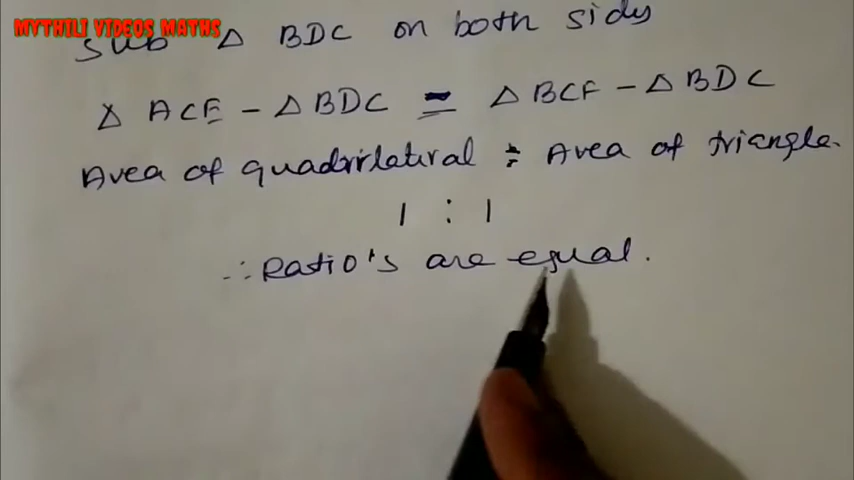 MYTHILI VIDEOS MATHS
Sub Δ BDC on both sides
Δ ACE - Δ BDC = Δ BCF - Δ BDC
Area of quadrilateral : Area of triangle.
1 : 1
∴ Ratio's are equal.